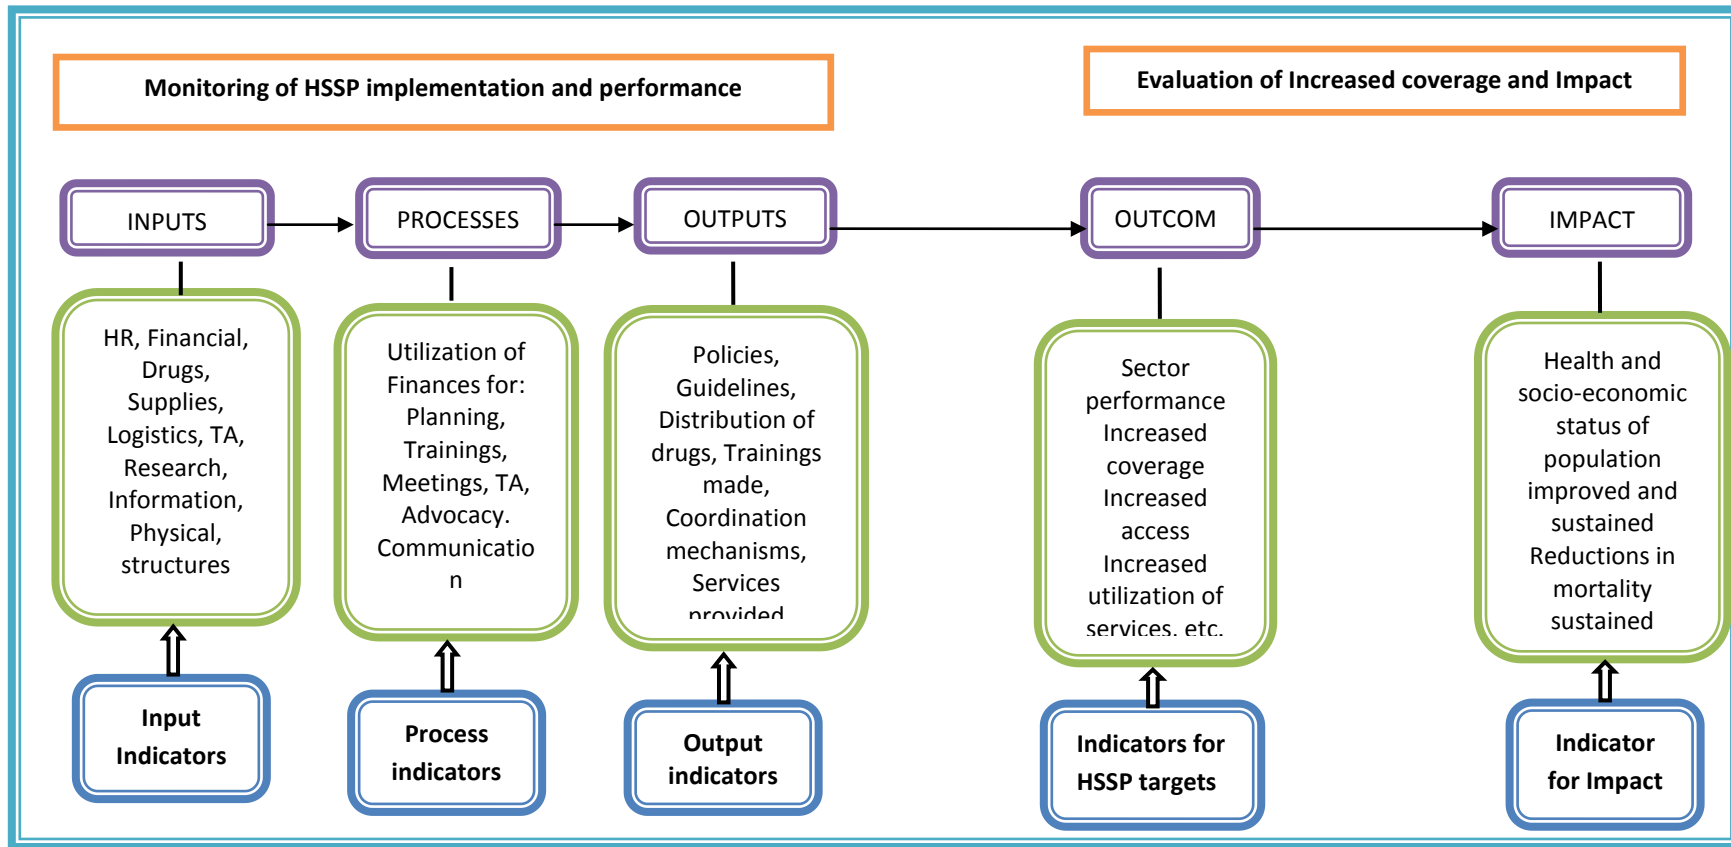 Monitoring of HSSP implementation and performance
Evaluation of Increased coverage and Impact
INPUTS
PROCESSES
OUTPUTS
OUTCOM
IMPACT
HR, Financial,
Drugs,
Supplies,
Logistics, TA,
Research,
Information,
Physical,
structures
Utilization of
Finances for:
Planning,
Trainings,
Meetings, TA,
Advocacy.
Communicatio
n
Policies,
Guidelines,
Distribution of
drugs, Trainings
made,
Coordination
mechanisms,
Services
provided
Sector
performance
Increased
coverage
Increased
access
Increased
utilization of
services, etc.
Health and
socio-economic
status of
population
improved and
sustained
Reductions in
mortality
sustained
Input
Indicators
Process
indicators
Output
indicators
Indicators for
HSSP targets
Indicator
for Impact